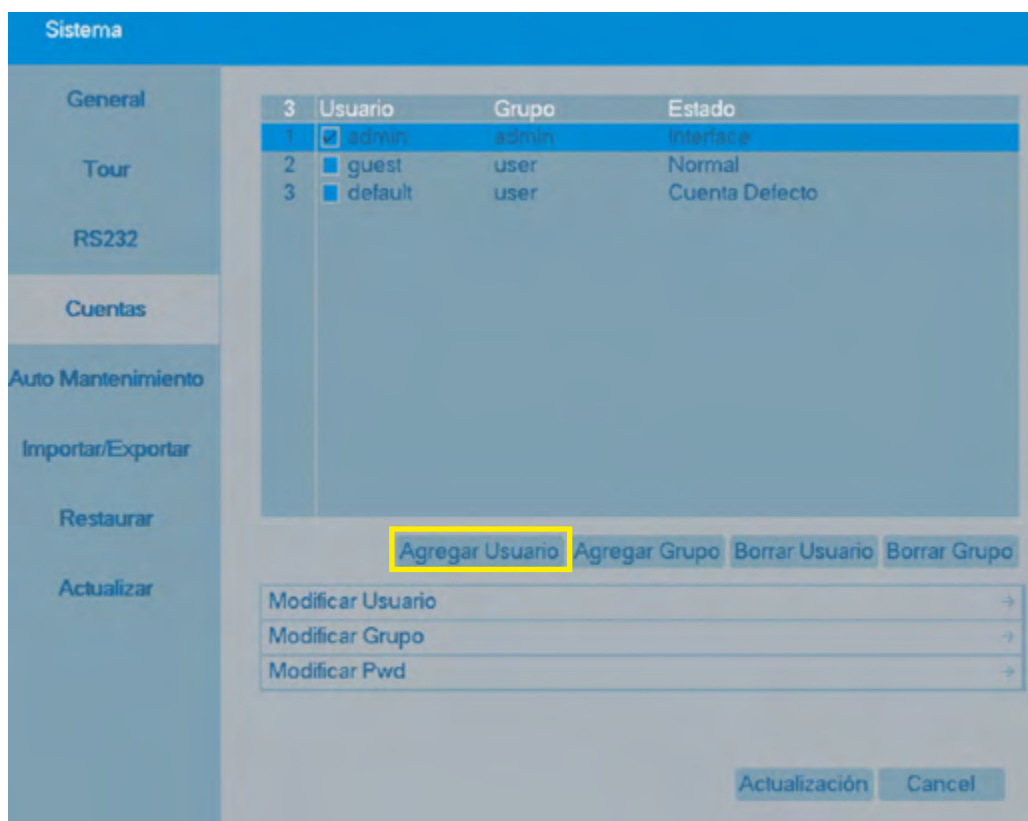 Sistema
General
Tour
RS232
Cuentas
Auto Mantenimiento
Importar/Exportar
Restaurar
Actualizar
3 Usuario Grupo Estado
1 admin admin Interface
2 guest user Normal
3 default user Cuenta Defecto
Agregar Usuario Agregar Grupo Borrar Usuario Borrar Grupo
Modificar Usuario
Modificar Grupo
Modificar Pwd
Actualización Cancel